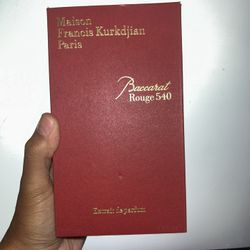 Maison
Francis Kurkdjian
Paris
Baccarat
Rouge 540
Extrait de parfum